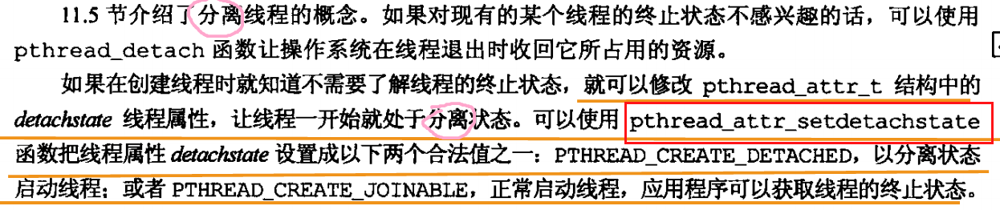 11.5 节介绍了分离线程的概念。如果对现有的某个线程的终止状态不感兴趣的话，可以使用
pthread_detach 函数让操作系统在线程退出时收回它所占用的资源。
如果在创建线程时就知道不需要了解线程的终止状态，就可以修改 pthread_attr_t 结构中的
detachstate 线程属性，让线程一开始就处于分离状态。可以使用 pthread_attr_setdetachstate
函数把线程属性 detachstate 设置成以下两个合法值之一：PTHREAD_CREATE_DETACHED，以分离状态
启动线程；或者 PTHREAD_CREATE_JOINABLE，正常启动线程，应用程序可以获取线程的终止状态。